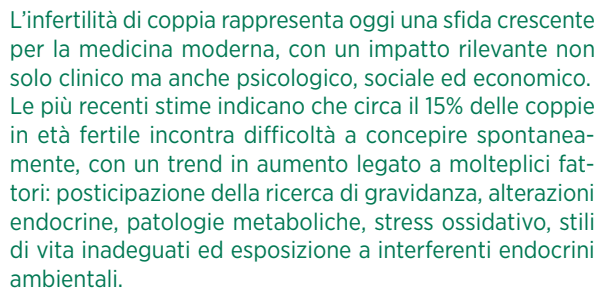 L’infertilità di coppia rappresenta oggi una sfida crescente
per la medicina moderna, con un impatto rilevante non
solo clinico ma anche psicologico, sociale ed economico.
Le più recenti stime indicano che circa il 15% delle coppie
in età fertile incontra difficoltà a concepire spontanea-
mente, con un trend in aumento legato a molteplici fat-
tori: posticipazione della ricerca di gravidanza, alterazioni
endocrine, patologie metaboliche, stress ossidativo, stili
di vita inadeguati ed esposizione a interferenti endocrini
ambientali.